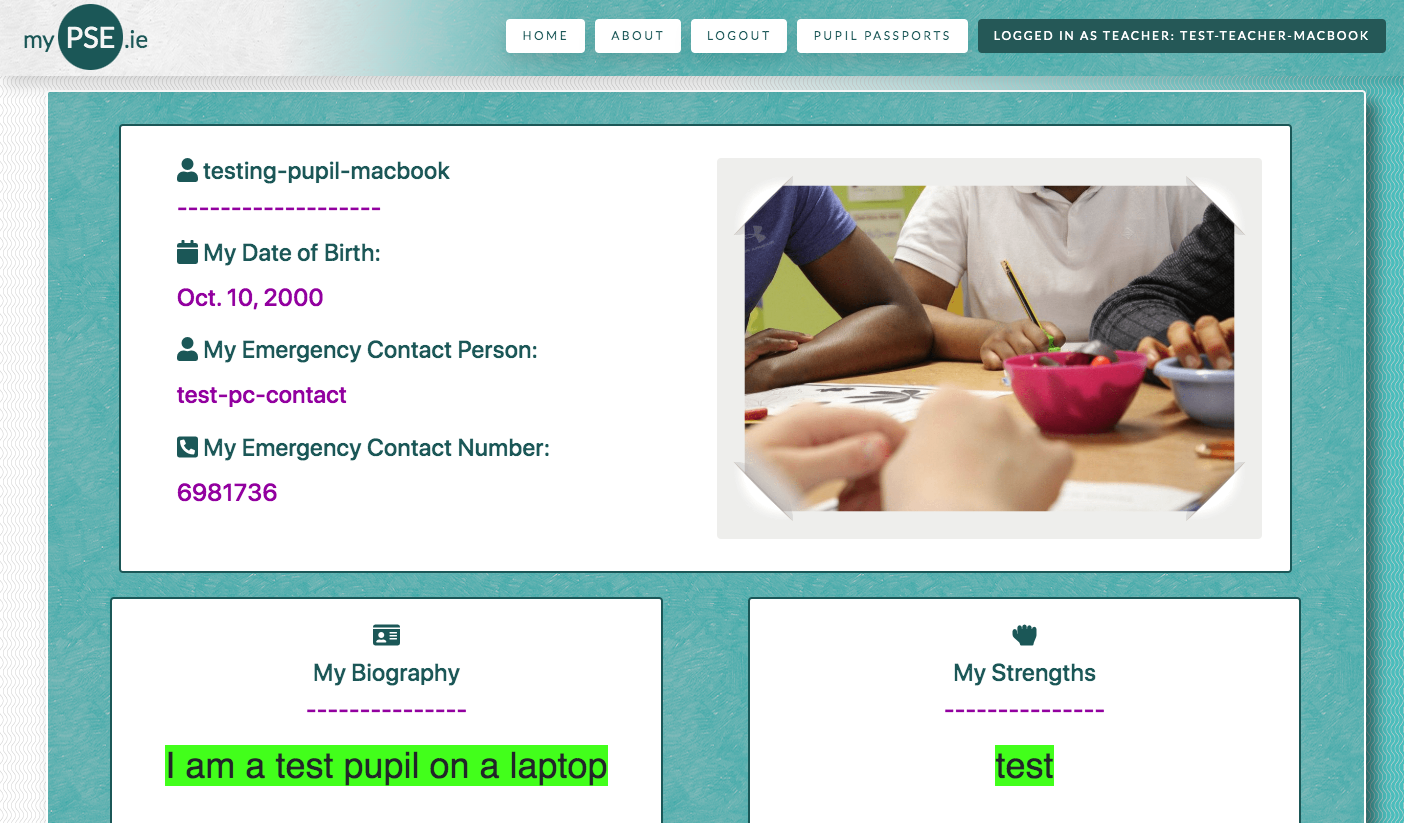 my PSE .ie
HOME ABOUT LOGOUT PUPIL PASSPORTS LOGGED IN AS TEACHER: TEST-TEACHER-MACBOOK
testing-pupil-macbook
-------------------
My Date of Birth:
Oct. 10, 2000
My Emergency Contact Person:
test-pc-contact
My Emergency Contact Number:
6981736
My Biography
---------------
I am a test pupil on a laptop
My Strengths
---------------
test